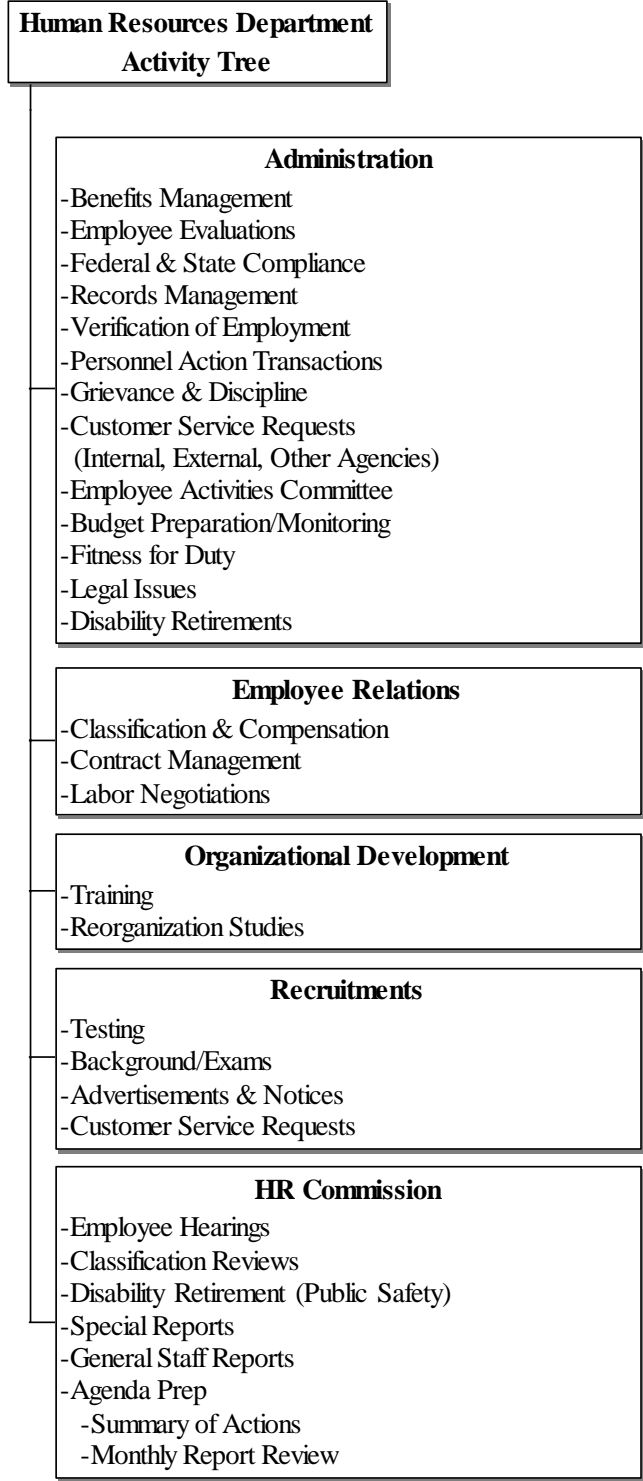 Human Resources Department
Activity Tree
Administration
-Benefits Management
-Employee Evaluations
-Federal & State Compliance
-Records Management
-Verification of Employment
-Personnel Action Transactions
-Grievance & Discipline
-Customer Service Requests
(Internal, External, Other Agencies)
-Employee Activities Committee
-Budget Preparation/Monitoring
-Fitness for Duty
-Legal Issues
-Disability Retirements
Employee Relations
-Classification & Compensation
-Contract Management
-Labor Negotiations
Organizational Development
-Training
-Reorganization Studies
Recruitments
-Testing
-Background/Exams
-Advertisements & Notices
-Customer Service Requests
HR Commission
-Employee Hearings
-Classification Reviews
-Disability Retirement (Public Safety)
-Special Reports
-General Staff Reports
-Agenda Prep
-Summary of Actions
-Monthly Report Review